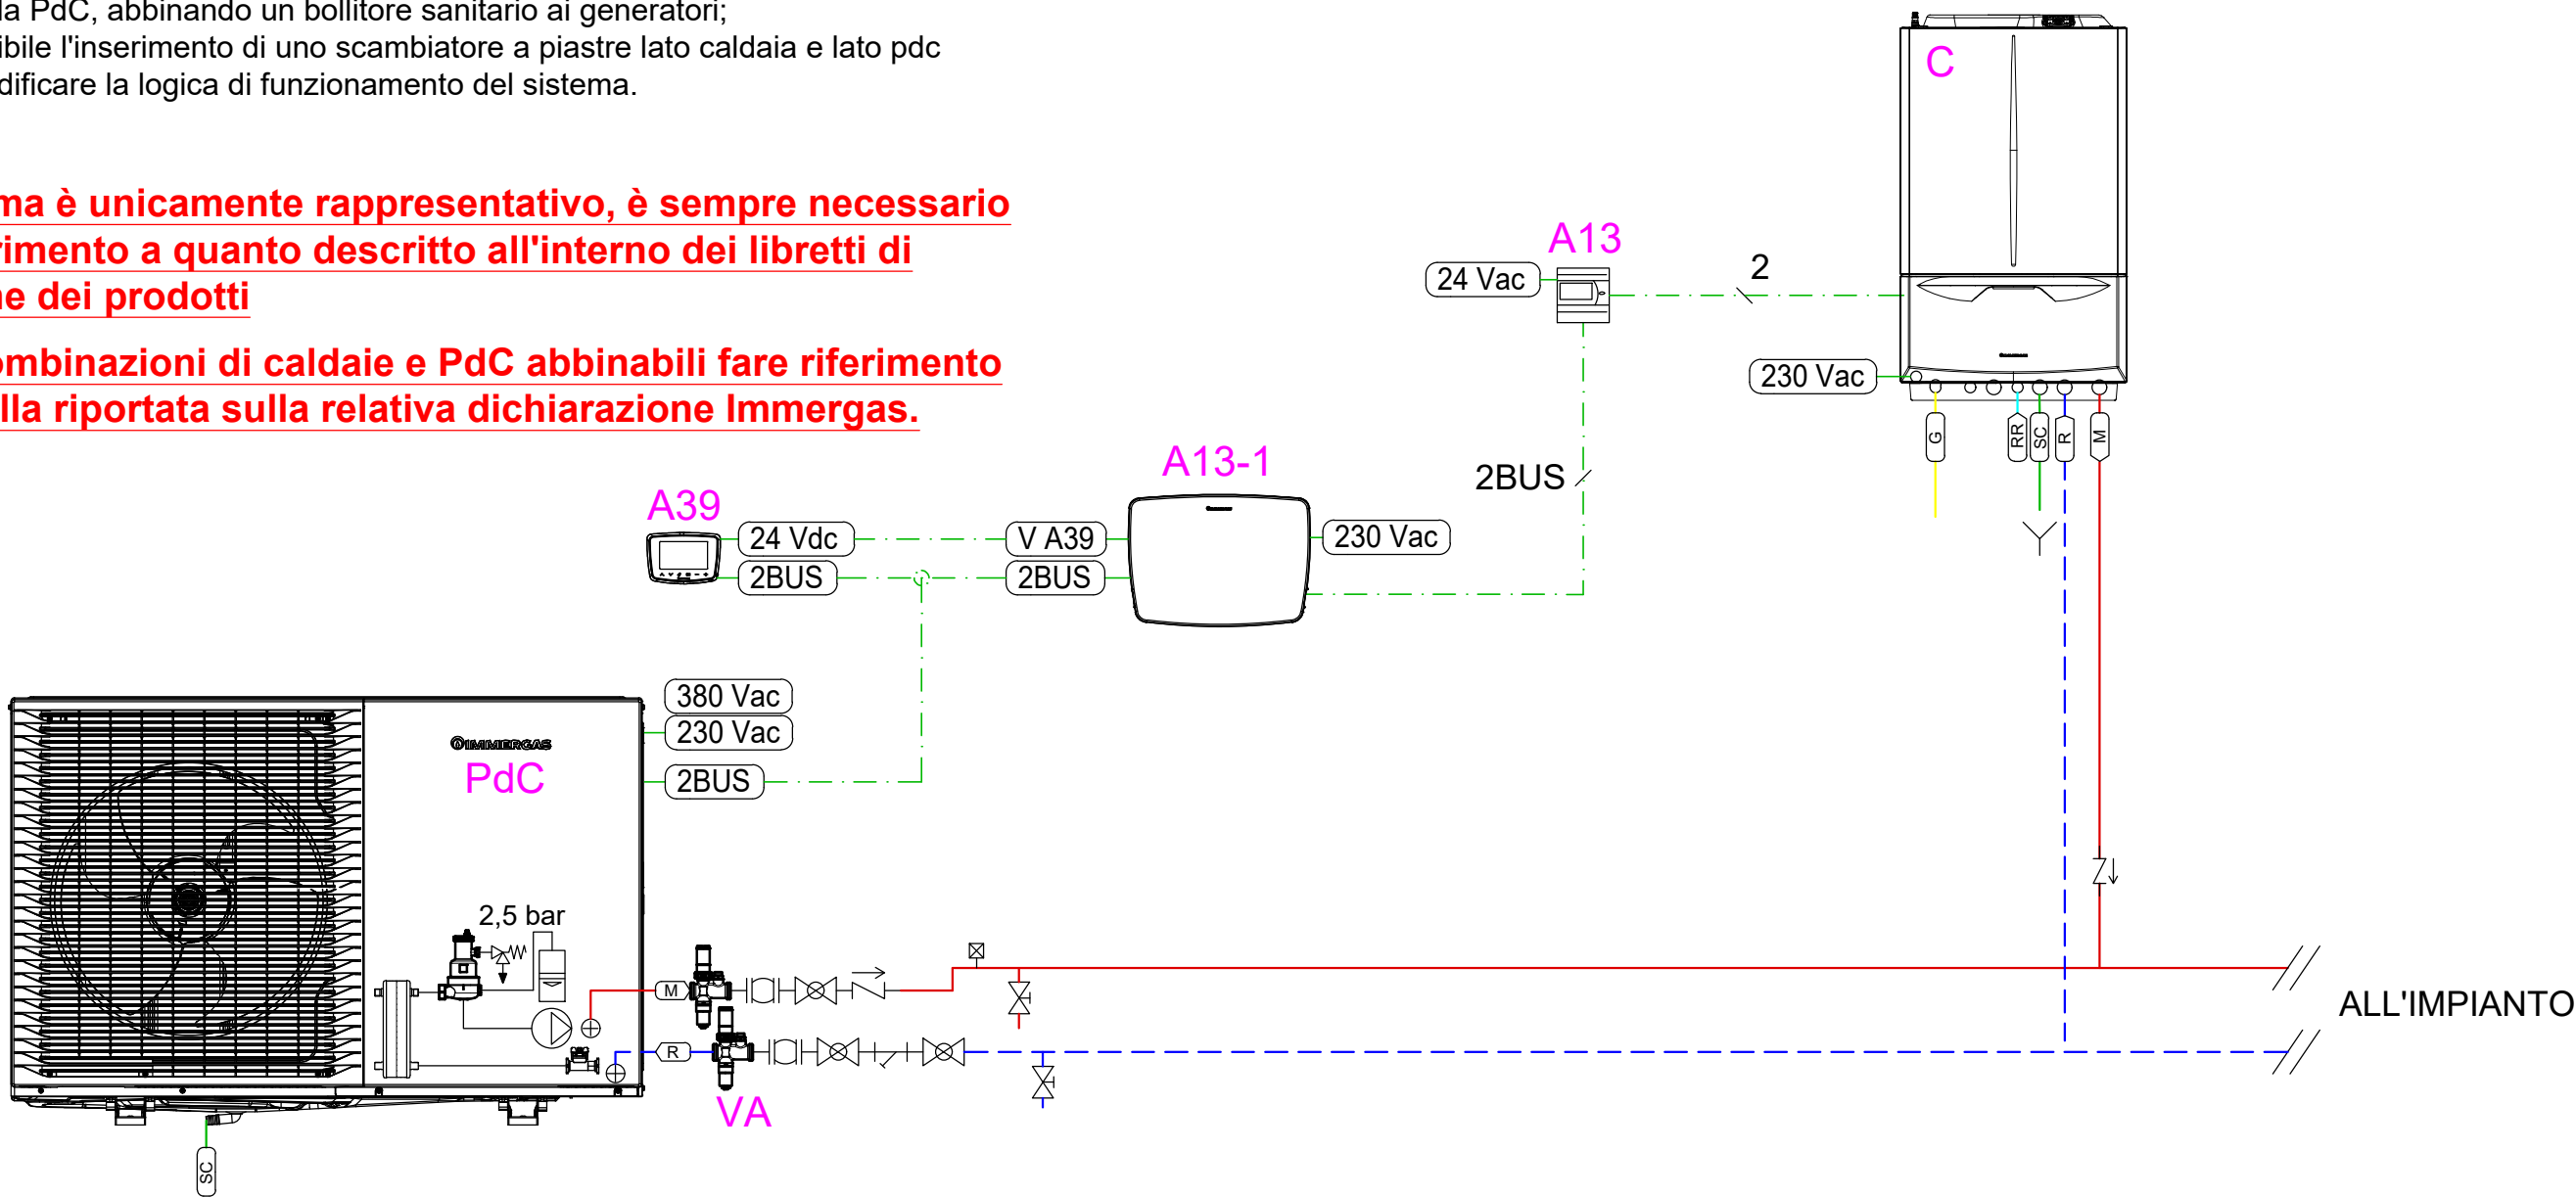 la PdC, abbinando un bollitore sanitario ai generatori;
ibile l'inserimento di uno scambiatore a piastre lato caldaia e lato pdc
dificare la logica di funzionamento del sistema.
ma è unicamente rappresentativo, è sempre necessario
rimento a quanto descritto all'interno dei libretti di
ne dei prodotti
ombinazioni di caldaie e PdC abbinabili fare riferimento
lla riportata sulla relativa dichiarazione Immergas.
C
A13
24 Vac
2
230 Vac
G
RR
SC
R
M
A13-1
2BUS
A39
24 Vdc
V A39
230 Vac
2BUS
2BUS
380 Vac
230 Vac
2BUS
IMMERGAS
PdC
2,5 bar
M
R
VA
ALL'IMPIANTO
SC